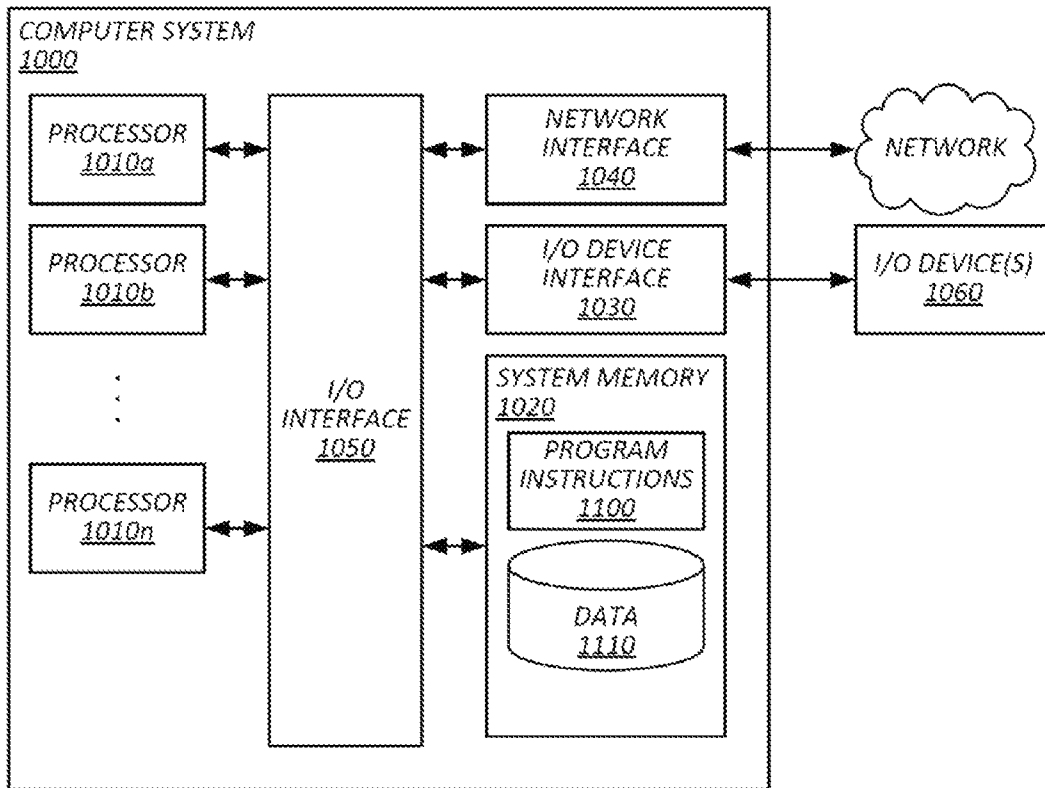 COMPUTER SYSTEM
1000
PROCESSOR
1010a
PROCESSOR
1010b
PROCESSOR
1010n
I/O
INTERFACE
1050
NETWORK
INTERFACE
1040
I/O DEVICE
INTERFACE
1030
SYSTEM MEMORY
1020
PROGRAM
INSTRUCTIONS
1100
DATA
1110
NETWORK
I/O DEVICE(S)
1060